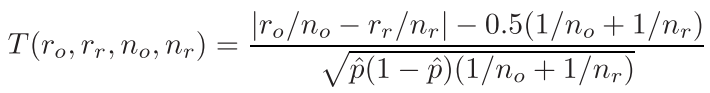 T(r_o, r_r, n_o, n_r) = \frac{|r_o/n_o - r_r/n_r| - 0.5(1/n_o + 1/n_r)}{\sqrt{\hat{p}(1 - \hat{p})(1/n_o + 1/n_r)}}